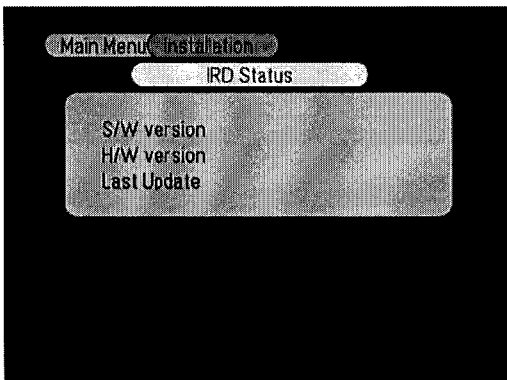 Main Menu Installation
IRD Status
S/W version
H/W version
Last Update